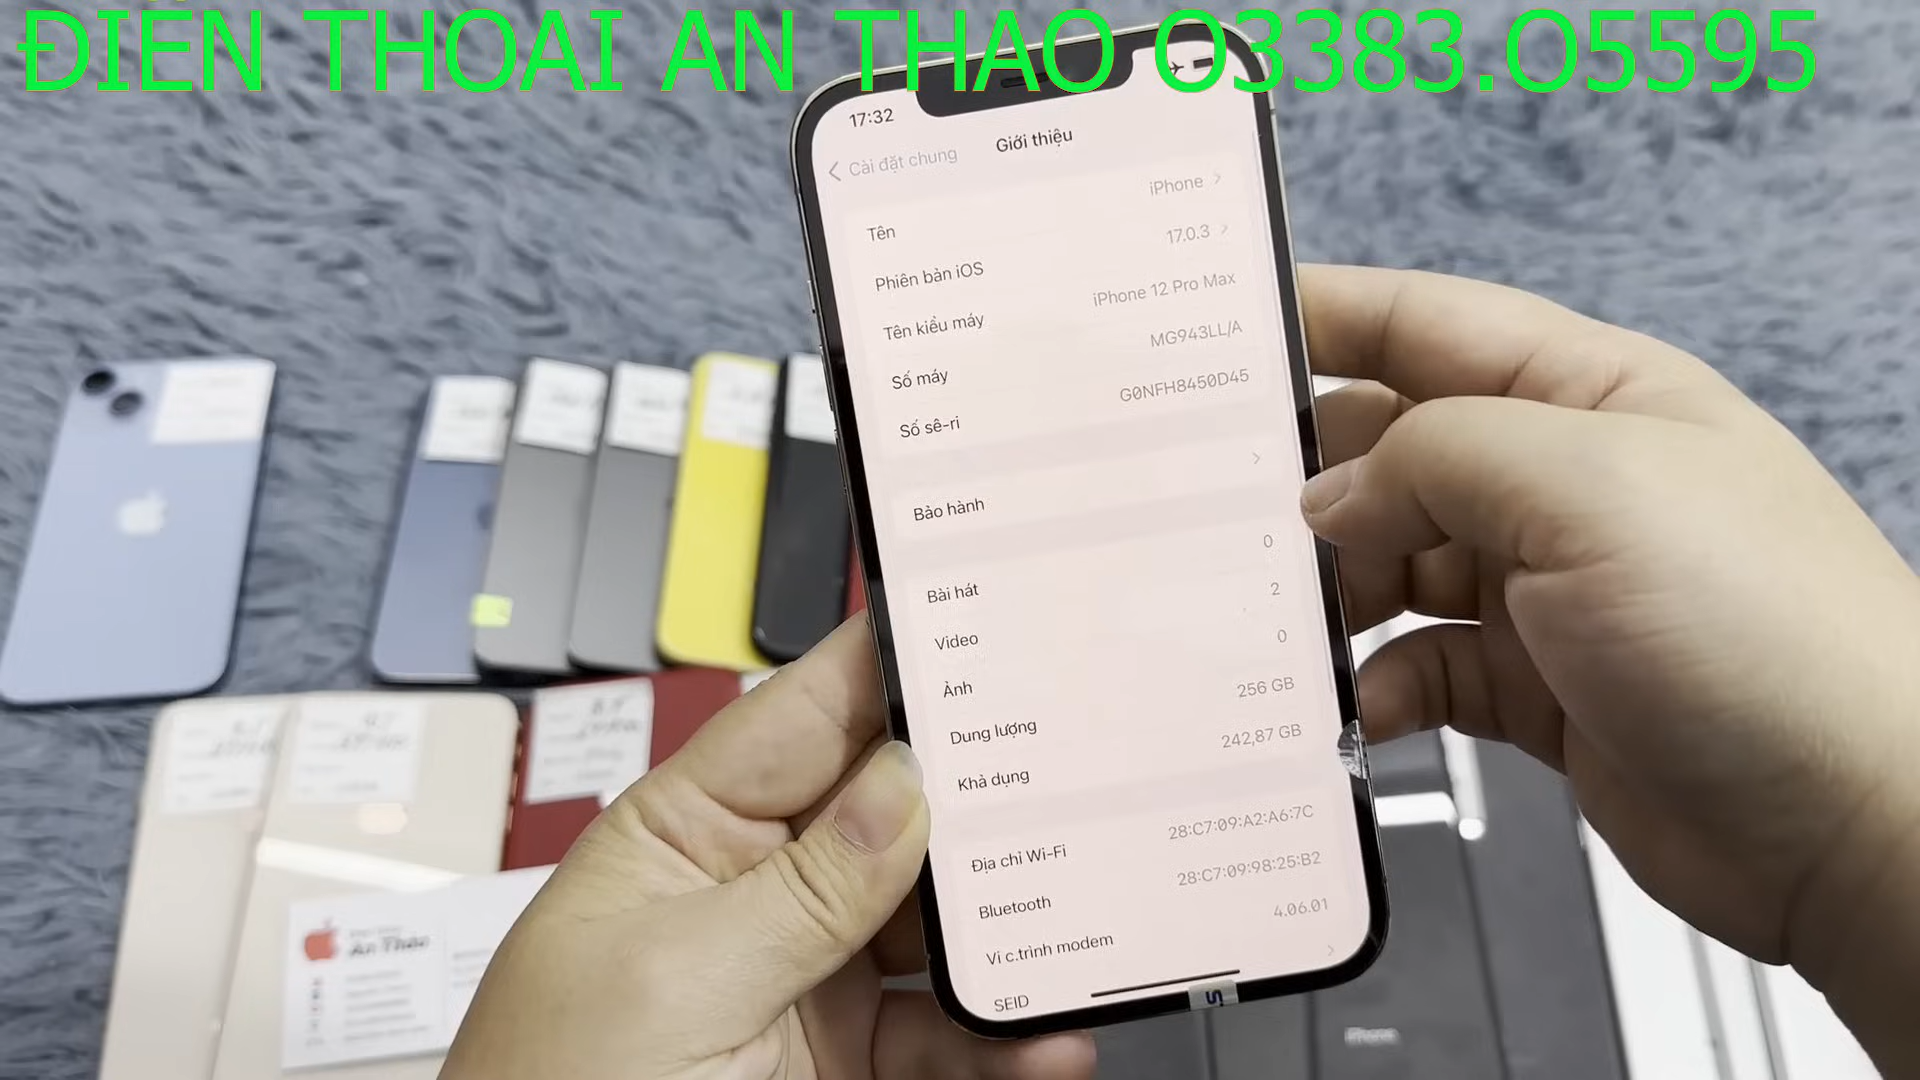 ĐIỆN THOẠI AN THẢO O3383.O5595
17:32
Cài đặt chung
Giới thiệu
Tên
iPhone
Phiên bản iOS
17.0.3
Tên kiểu máy
iPhone 12 Pro Max
Số máy
MG943LL/A
Số sê-ri
G0NFH8450D45
Bảo hành
Bài hát
0
Video
2
Ảnh
0
Dung lượng
256 GB
Khả dụng
242,87 GB
Địa chỉ Wi-Fi
28:C7:09:A2:A6:7C
Bluetooth
28:C7:09:98:25:B2
Vi c.trình modem
4.06.01
SEID
An Thảo
iPhone